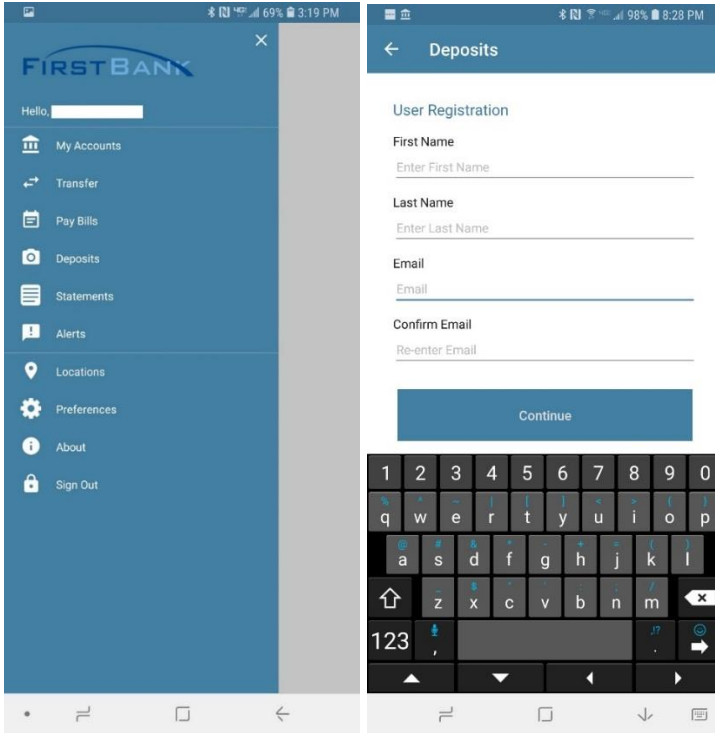 69% 3:19 PM
FIRSTBANK
Hello,
My Accounts
Transfer
Pay Bills
Deposits
Statements
Alerts
Locations
Preferences
About
Sign Out
98% 8:28 PM
Deposits
User Registration
First Name
Enter First Name
Last Name
Enter Last Name
Email
Email
Confirm Email
Re-enter Email
Continue
1 2 3 4 5 6 7 8 9 0
q w e r t y u i o p
a s d f g h j k l
z x c v b n m
123 , .